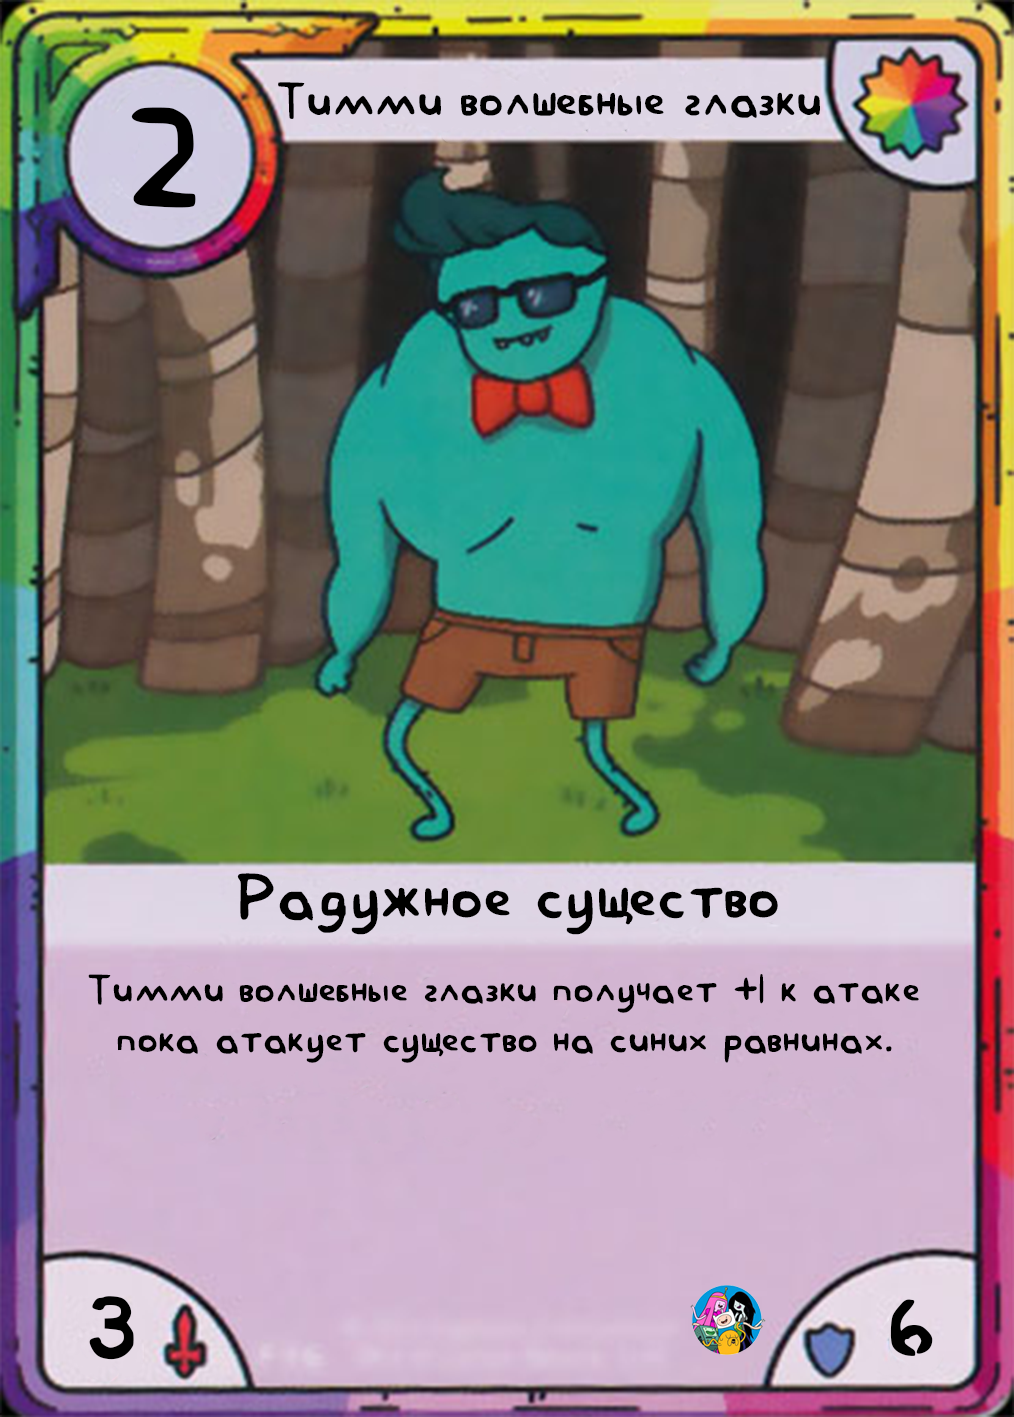 2
Тимми волшебные глазки
Радужное существо
Тимми волшебные глазки получает +1 к атаке
пока атакует существо на синих равнинах.
3
6